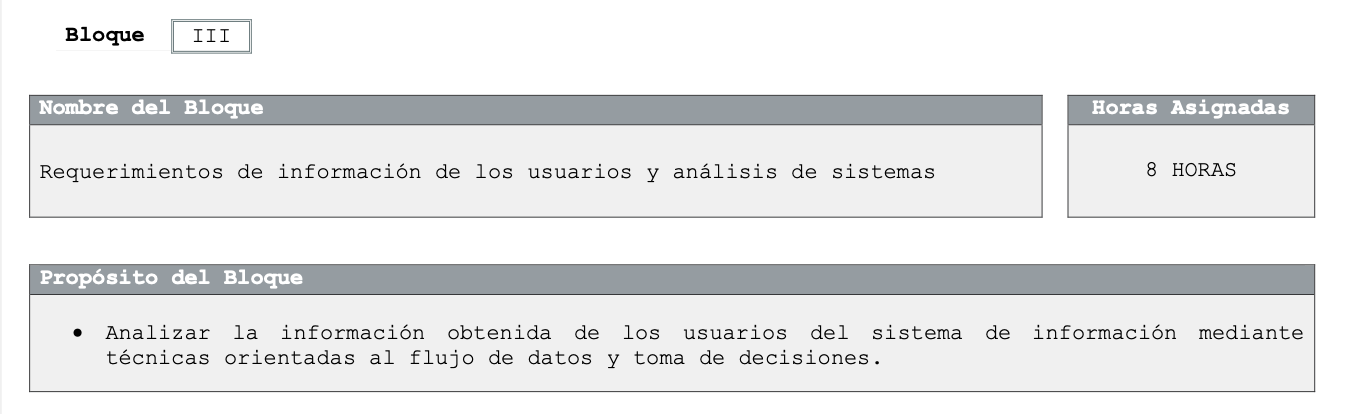 Bloque III
Nombre del Bloque
Horas Asignadas
Requerimientos de información de los usuarios y análisis de sistemas
8 HORAS
Propósito del Bloque
• Analizar la información obtenida de los usuarios del sistema de información mediante
técnicas orientadas al flujo de datos y toma de decisiones.